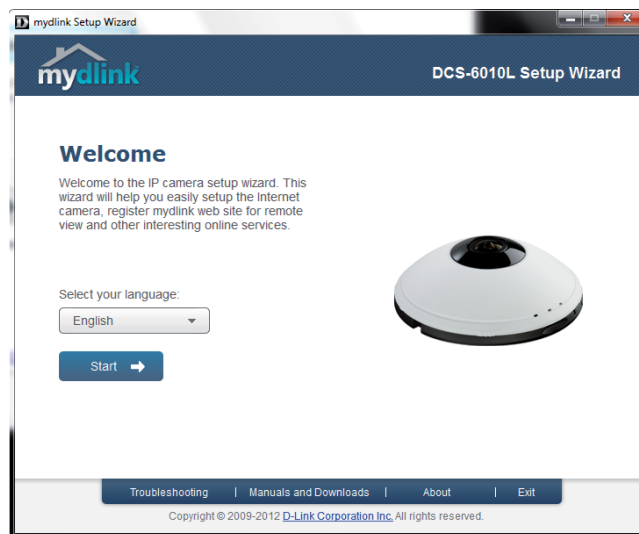 mydlink Setup Wizard
mydlink
DCS-6010L Setup Wizard
Welcome
Welcome to the IP camera setup wizard. This
wizard will help you easily setup the Internet
camera, register mydlink web site for remote
view and other interesting online services.
Select your language:
English
Start
Troubleshooting | Manuals and Downloads | About | Exit
Copyright © 2009-2012 D-Link Corporation Inc. All rights reserved.